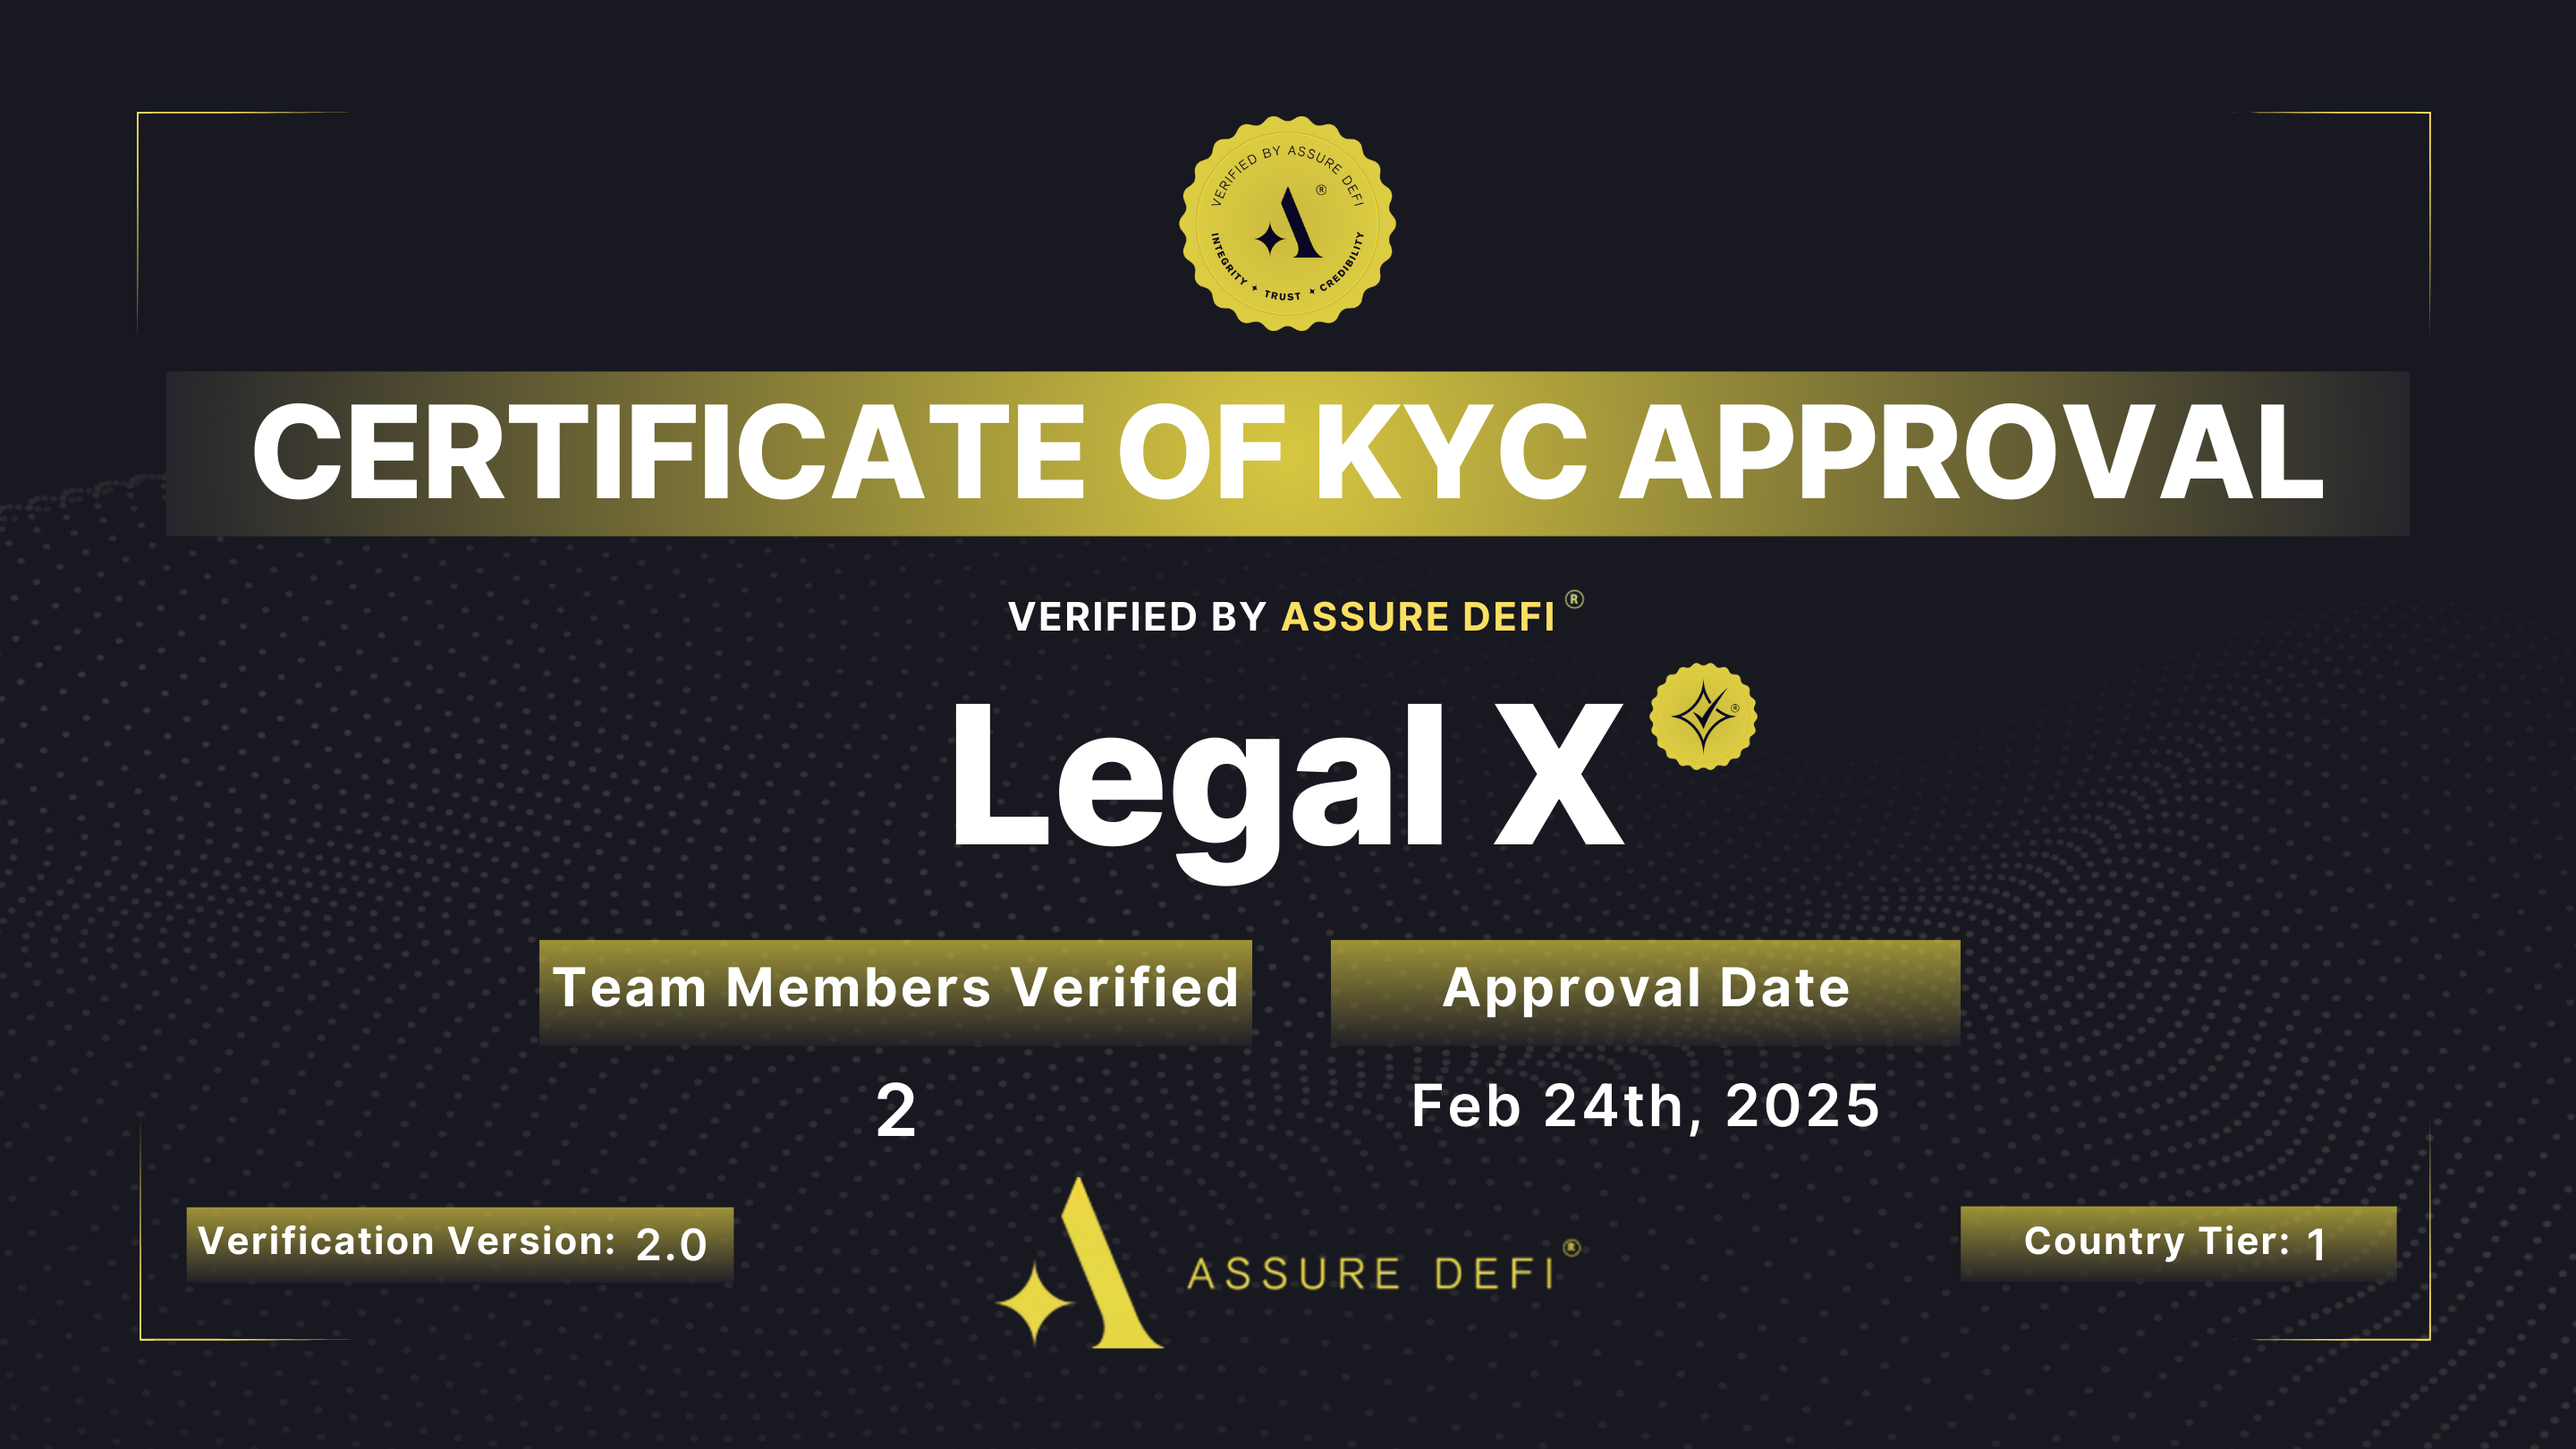 VERIFIED BY ASSURE DEFI
A ®
INTEGRITY ✦ TRUST ✦ CREDIBILITY
CERTIFICATE OF KYC APPROVAL
VERIFIED BY ASSURE DEFI ®
Legal X
®
Team Members Verified
2
Approval Date
Feb 24th, 2025
Verification Version: 2.0
ASSURE DEFI ®
Country Tier: 1